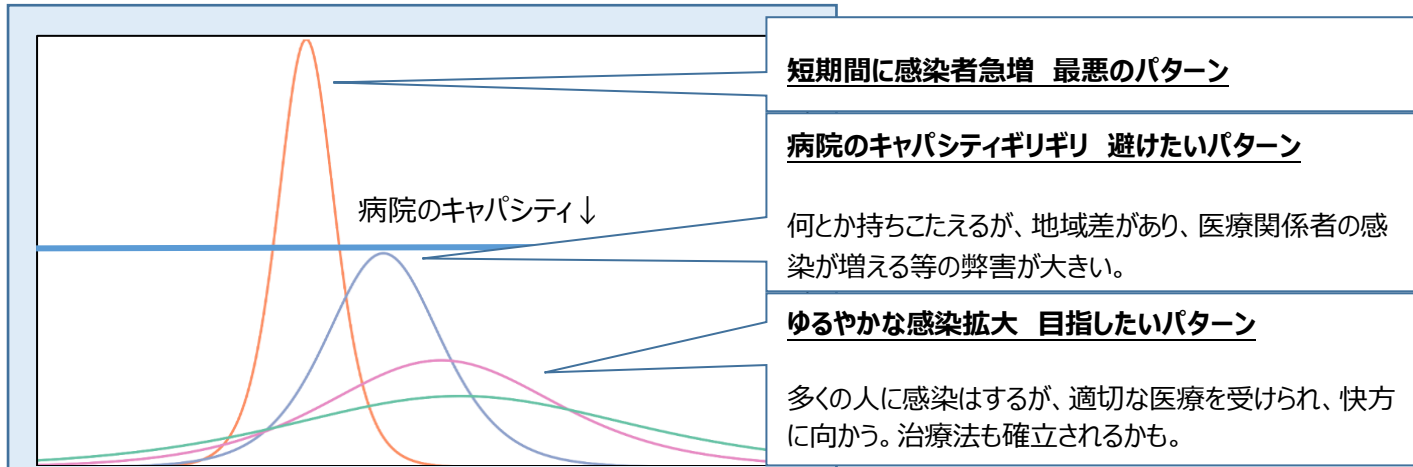 短期間に感染者急増　最悪のパターン
病院のキャパシティギリギリ　避けたいパターン
病院のキャパシティ↓
何とか持ちこたえるが、地域差があり、医療関係者の感
染が増える等の弊害が大きい。
ゆるやかな感染拡大　目指したいパターン
多くの人に感染はするが、適切な医療を受けられ、快方
に向かう。治療法も確立されるかも。